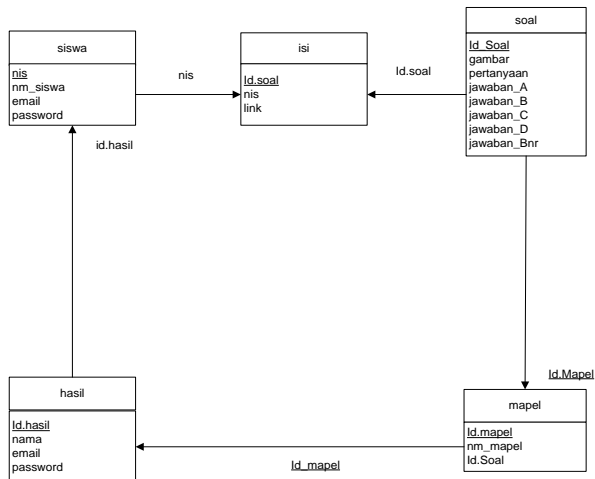 siswa
nis
nm_siswa
email
password
nis
isi
Id.soal
nis
link
Id.soal
soal
Id_Soal
gambar
pertanyaan
jawaban_A
jawaban_B
jawaban_C
jawaban_D
jawaban_Bnr
id.hasil
Id.Mapel
hasil
Id.hasil
nama
email
password
Id_mapel
mapel
Id.mapel
nm_mapel
Id.Soal